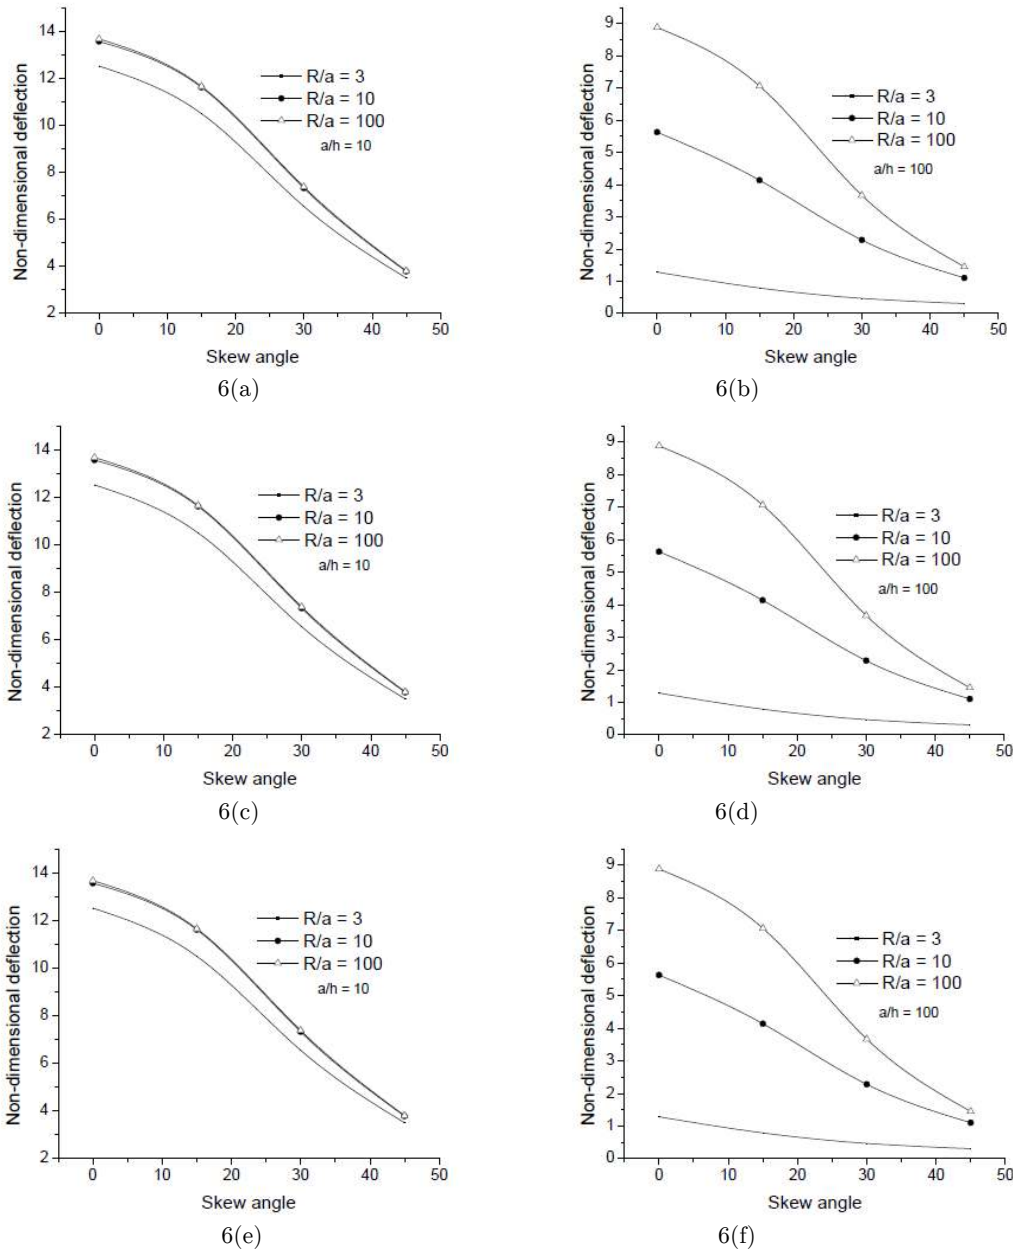 Non-dimensional deflection
14
12
10
8
6
4
2
R/a = 3
R/a = 10
R/a = 100
a/h = 10
0 10 20 30 40 50
Skew angle
6(a)
Non-dimensional deflection
9
8
7
6
5
4
3
2
1
0
R/a = 3
R/a = 10
R/a = 100
a/h = 100
0 10 20 30 40 50
Skew angle
6(b)
Non-dimensional deflection
14
12
10
8
6
4
2
R/a = 3
R/a = 10
R/a = 100
a/h = 10
0 10 20 30 40 50
Skew angle
6(c)
Non-dimensional deflection
9
8
7
6
5
4
3
2
1
0
R/a = 3
R/a = 10
R/a = 100
a/h = 100
0 10 20 30 40 50
Skew angle
6(d)
Non-dimensional deflection
14
12
10
8
6
4
2
R/a = 3
R/a = 10
R/a = 100
a/h = 10
0 10 20 30 40 50
Skew angle
6(e)
Non-dimensional deflection
9
8
7
6
5
4
3
2
1
0
R/a = 3
R/a = 10
R/a = 100
a/h = 100
0 10 20 30 40 50
Skew angle
6(f)